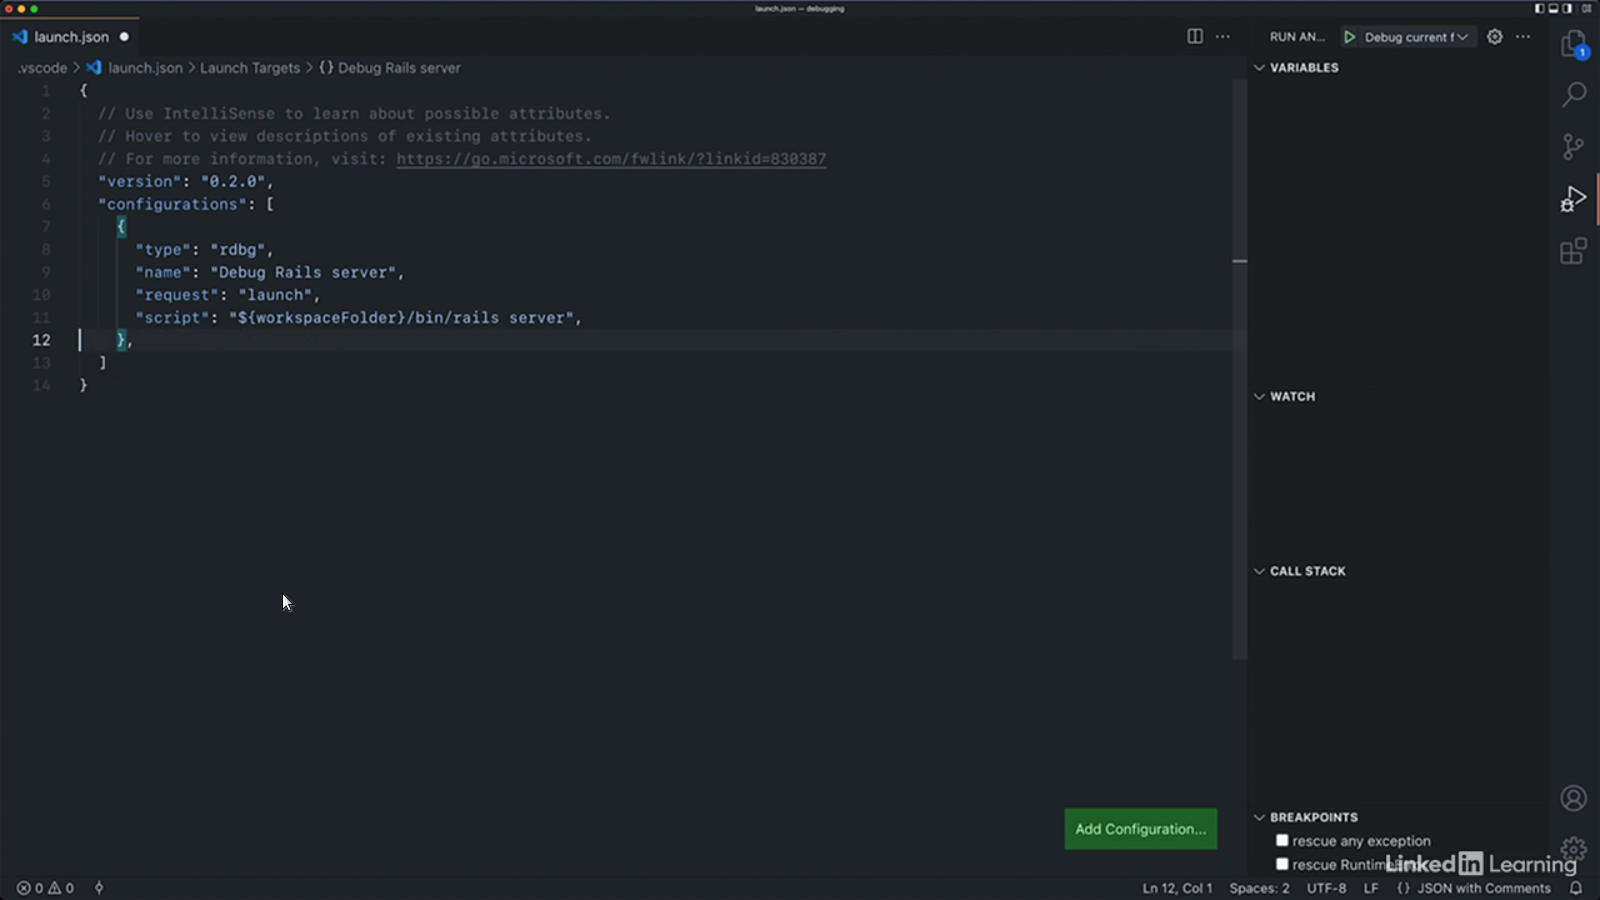 launch.json — debugging
launch.json
RUN AN... Debug current f
.vscode > launch.json > Launch Targets > {} Debug Rails server
VARIABLES
1 {
2 // Use IntelliSense to learn about possible attributes.
3 // Hover to view descriptions of existing attributes.
4 // For more information, visit: https://go.microsoft.com/fwlink/?linkid=830387
5 "version": "0.2.0",
6 "configurations": [
7 {
8 "type": "rdbg",
9 "name": "Debug Rails server",
10 "request": "launch",
11 "script": "${workspaceFolder}/bin/rails server",
12 },
13 ]
14 }
1
WATCH
CALL STACK
Add Configuration...
BREAKPOINTS
rescue any exception
rescue Runtime
LinkedIn Learning
0 0 Ln 12, Col 1 Spaces: 2 UTF-8 LF {} JSON with Comments